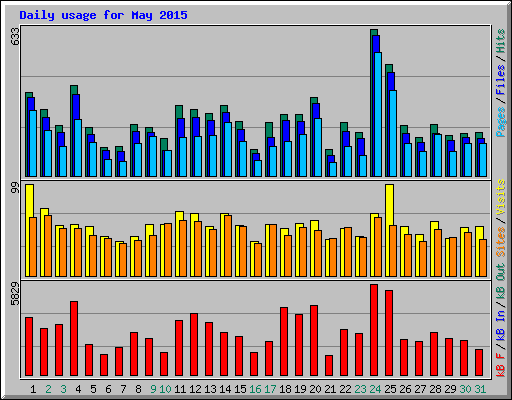 Daily usage for May 2015
633
Pages / Files / Hits
99
Sites / Visits
5829
kB F / kB In / kB Out
1 2 3 4 5 6 7 8 9 10 11 12 13 14 15 16 17 18 19 20 21 22 23 24 25 26 27 28 29 30 31